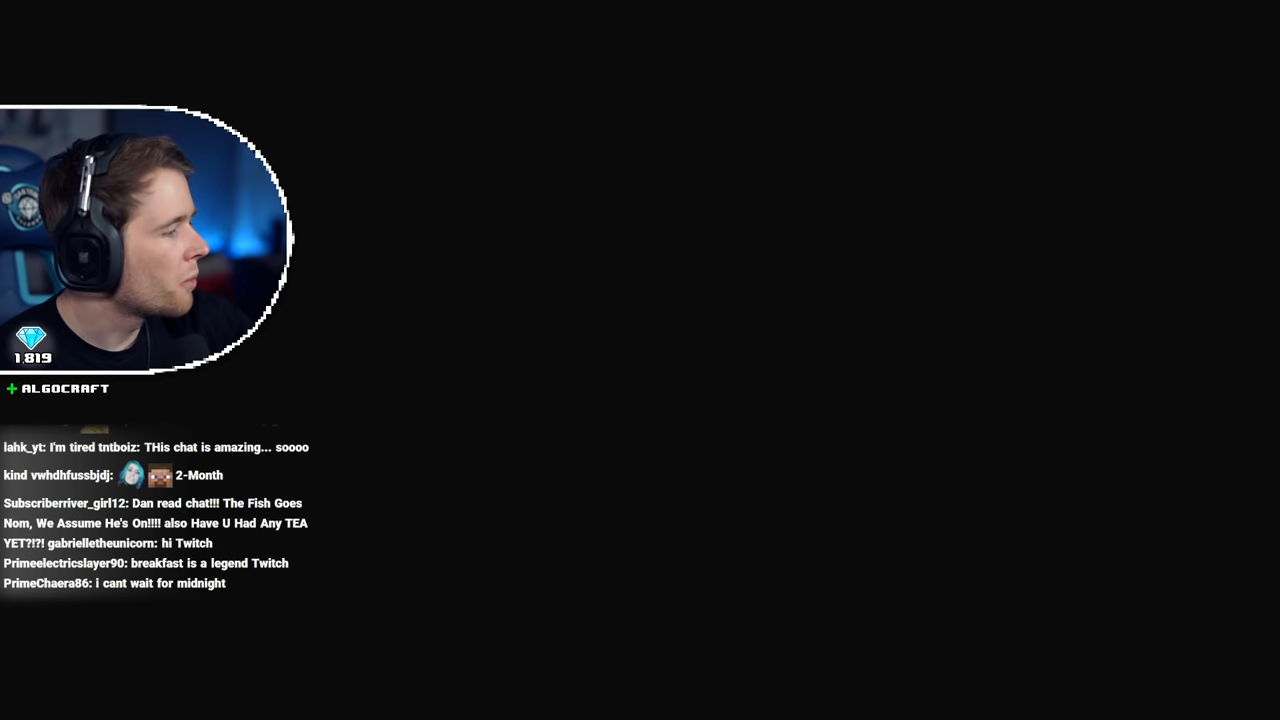 1,819
+ ALGOCRAFT
lahk_yt: I'm tired tntboiz: THis chat is amazing... soooo
kind vwhdhfussbjdj: 2-Month
Subscriberriver_girl12: Dan read chat!!! The Fish Goes
Nom, We Assume He's On!!!! also Have U Had Any TEA
YET?!?! gabrielletheunicorn: hi Twitch
Primeelectricslayer90: breakfast is a legend Twitch
PrimeChaera86: i cant wait for midnight